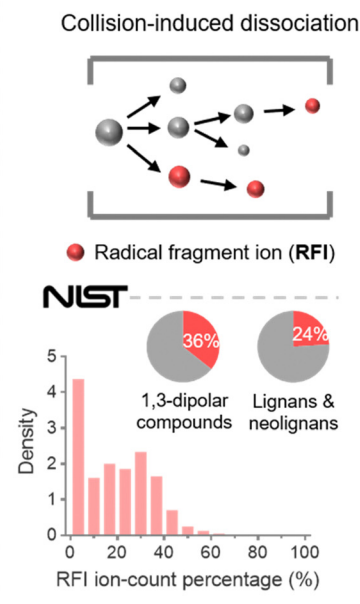 Collision-induced dissociation
Radical fragment ion (RFI)
NIST
36%
24%
1,3-dipolar
compounds
Lignans &
neolignans
5
4
3
2
1
0
Density
0 20 40 60 80 100
RFI ion-count percentage (%)